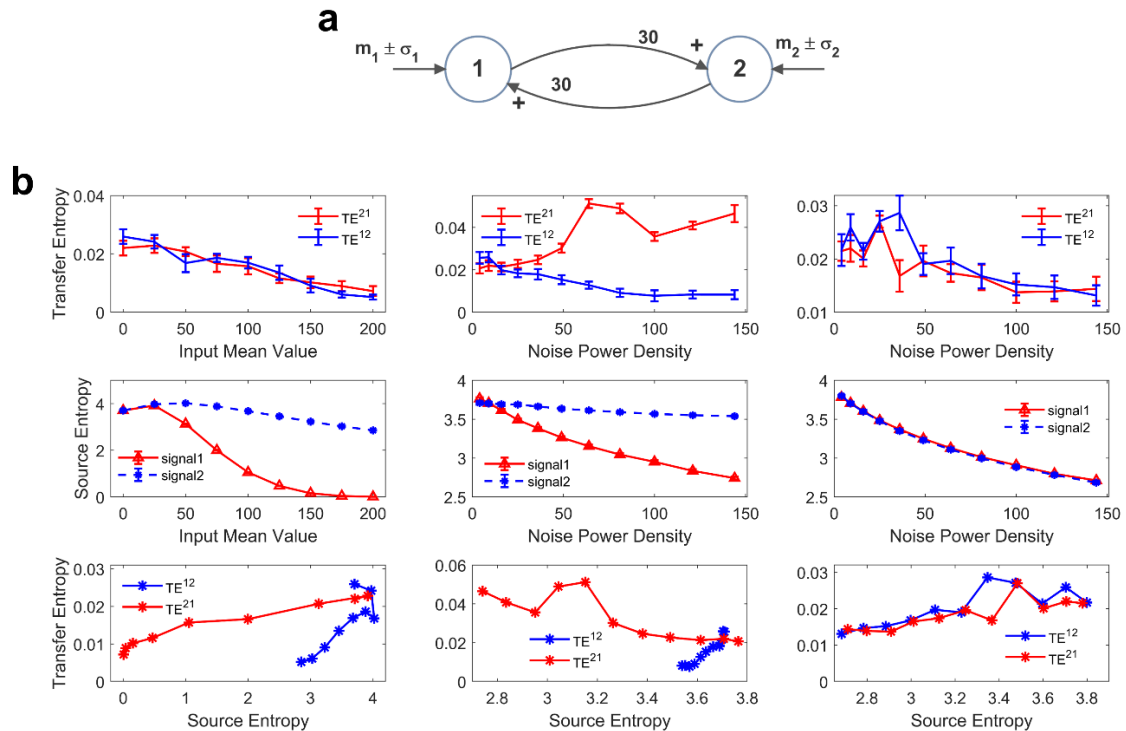 a
m1 ± σ1
30
+
1
2
m2 ± σ2
30
+
b
Transfer Entropy
0.04
0.02
0
TE21
TE12
0 50 100 150 200
Input Mean Value
0.06
0.04
0.02
0
TE21
TE12
0 50 100 150
Noise Power Density
0.03
0.02
0.01
TE21
TE12
0 50 100 150
Noise Power Density
Source Entropy
4
2
0
signal1
signal2
0 50 100 150 200
Input Mean Value
4
3.5
3
2.5
signal1
signal2
0 50 100 150
Noise Power Density
4
3.5
3
2.5
signal1
signal2
0 50 100 150
Noise Power Density
Transfer Entropy
0.03
0.02
0.01
0
TE12
TE21
0 1 2 3 4
Source Entropy
0.06
0.04
0.02
0
TE12
TE21
2.8 3 3.2 3.4 3.6 3.8
Source Entropy
0.03
0.02
0.01
0
TE12
TE21
2.8 3 3.2 3.4 3.6 3.8
Source Entropy